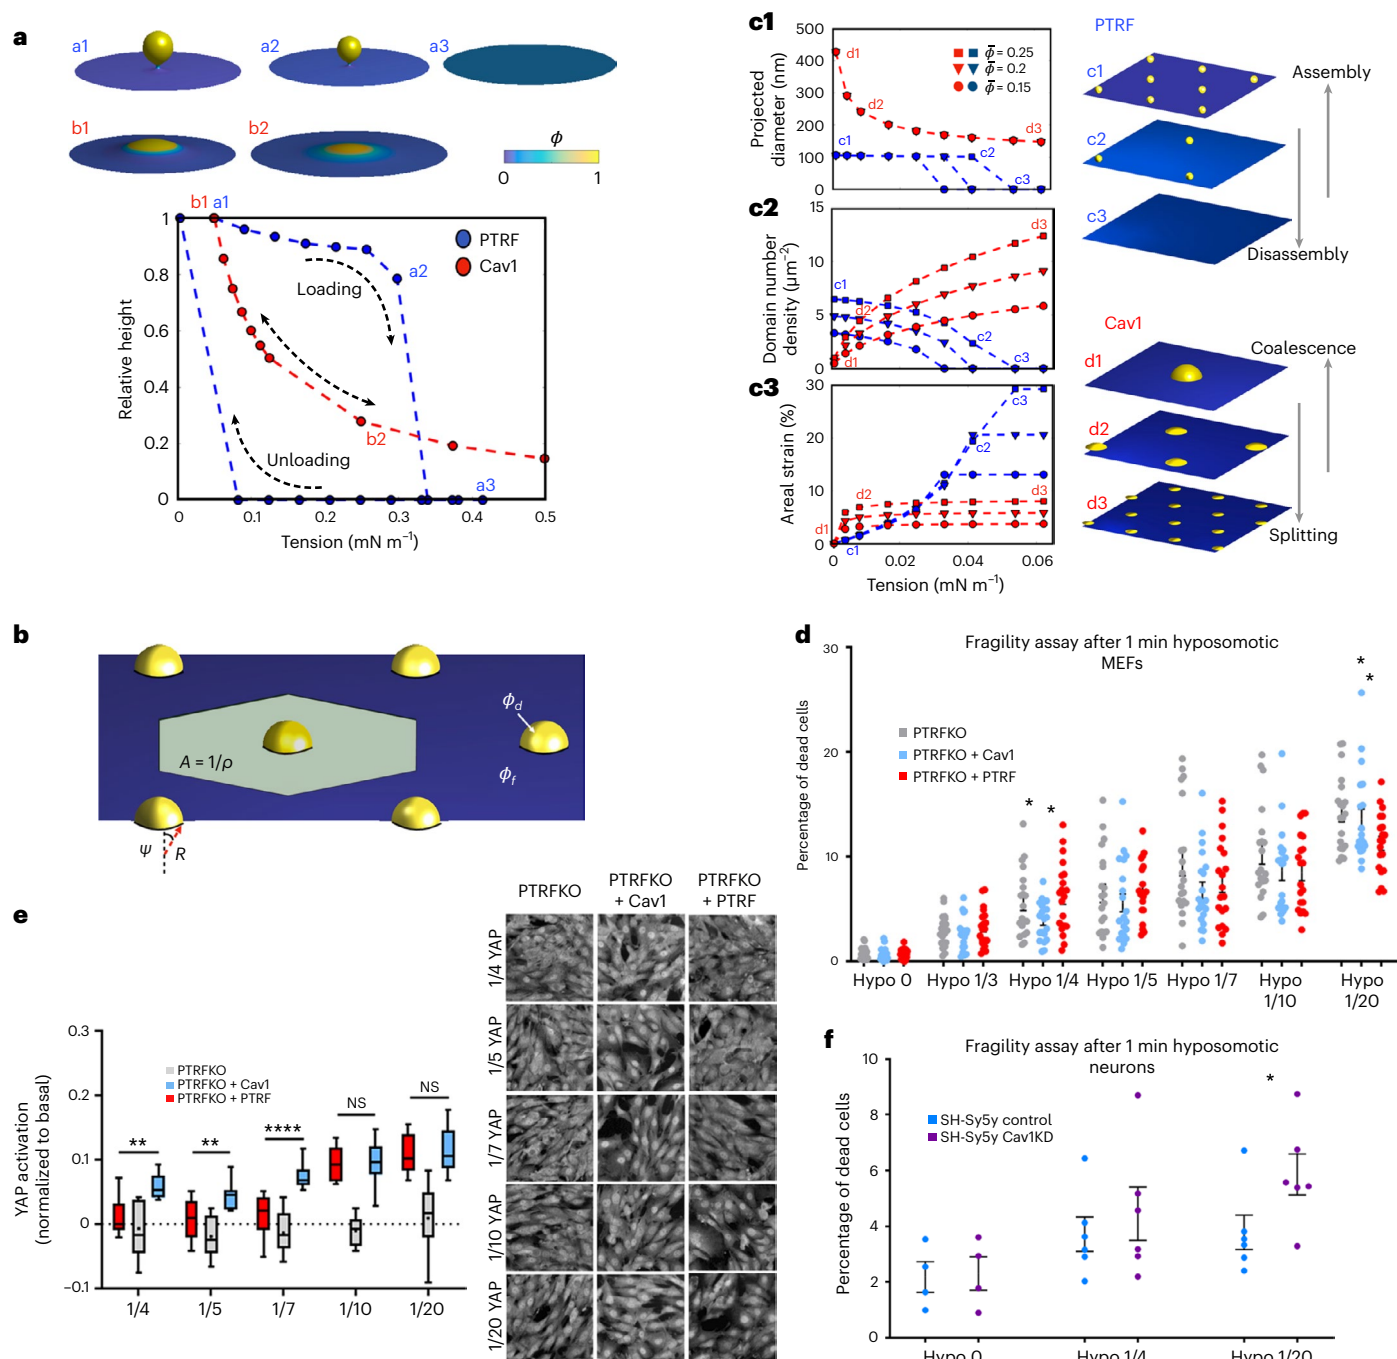 a
a1
a2
a3
b1
b2
ϕ
0
1
b1 a1
1
0.8
0.6
0.4
0.2
0
Relative height
PTRF
Cav1
a2
Loading
b2
Unloading
a3
0
0.1
0.2
0.3
0.4
0.5
Tension (mN m⁻¹)
c1
500
400
300
200
100
0
Projected
diameter (nm)
d1
d2
d3
c1
c2
c3
ϕ̄ = 0.25
ϕ̄ = 0.2
ϕ̄ = 0.15
c2
15
10
5
0
Domain number
density (μm⁻²)
c1
d2
d1
d3
c2
c3
c3
30
20
10
0
Areal strain (%)
d1
d2
d3
c1
c2
c3
0
0.02
0.04
0.06
Tension (mN m⁻¹)
PTRF
c1
Assembly
c2
c3
Disassembly
Cav1
d1
Coalescence
d2
d3
Splitting
b
A = 1/ρ
ϕd
ϕf
ψ
R
d
Fragility assay after 1 min hyposomotic
MEFs
30
20
10
0
Percentage of dead cells
PTRFKO
PTRFKO + Cav1
PTRFKO + PTRF
*
*
*
*
Hypo 0
Hypo 1/3
Hypo 1/4
Hypo 1/5
Hypo 1/7
Hypo
1/10
Hypo
1/20
e
0.3
0.2
0.1
0
−0.1
YAP activation
(normalized to basal)
PTRFKO
PTRFKO + Cav1
PTRFKO + PTRF
**
**
****
NS
NS
1/4
1/5
1/7
1/10
1/20
PTRFKO
PTRFKO
+ Cav1
PTRFKO
+ PTRF
1/4 YAP
1/5 YAP
1/7 YAP
1/10 YAP
1/20 YAP
f
Fragility assay after 1 min hyposomotic
neurons
10
8
6
4
2
0
Percentage of dead cells
SH-Sy5y control
SH-Sy5y Cav1KD
*
Hypo 0
Hypo 1/4
Hypo 1/20